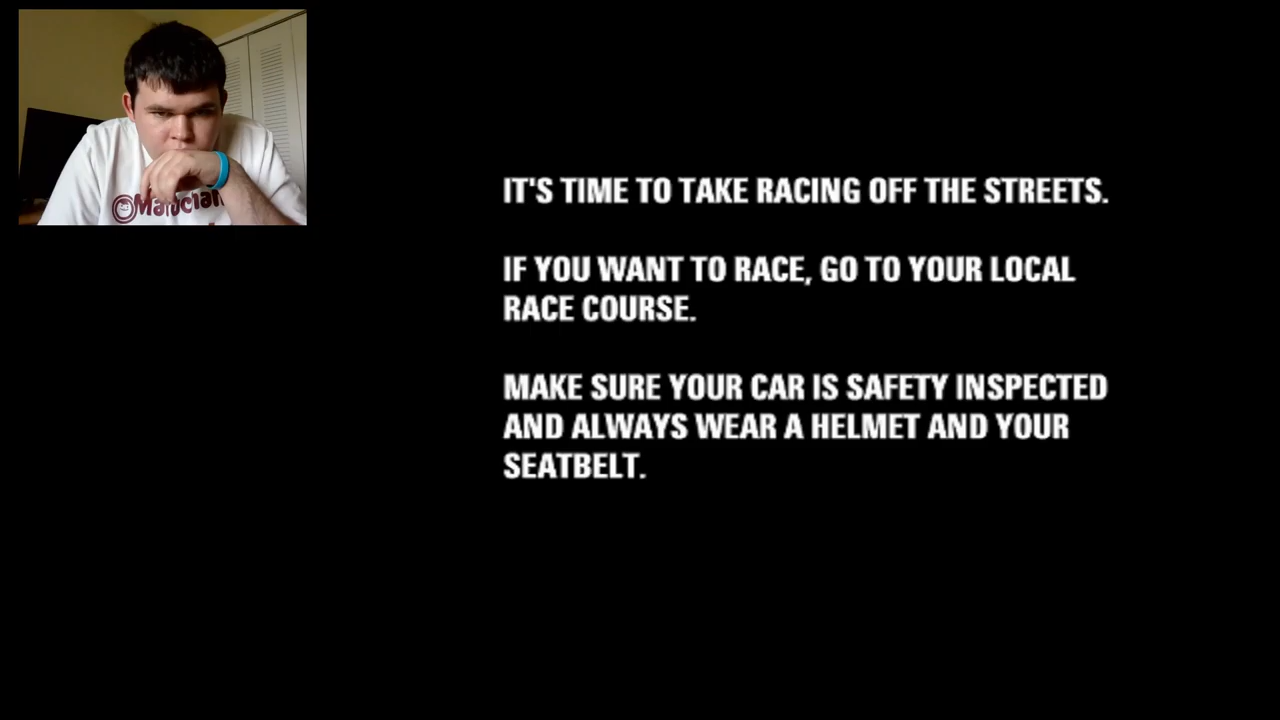 IT'S TIME TO TAKE RACING OFF THE STREETS.
IF YOU WANT TO RACE, GO TO YOUR LOCAL
RACE COURSE.
MAKE SURE YOUR CAR IS SAFETY INSPECTED
AND ALWAYS WEAR A HELMET AND YOUR
SEATBELT.